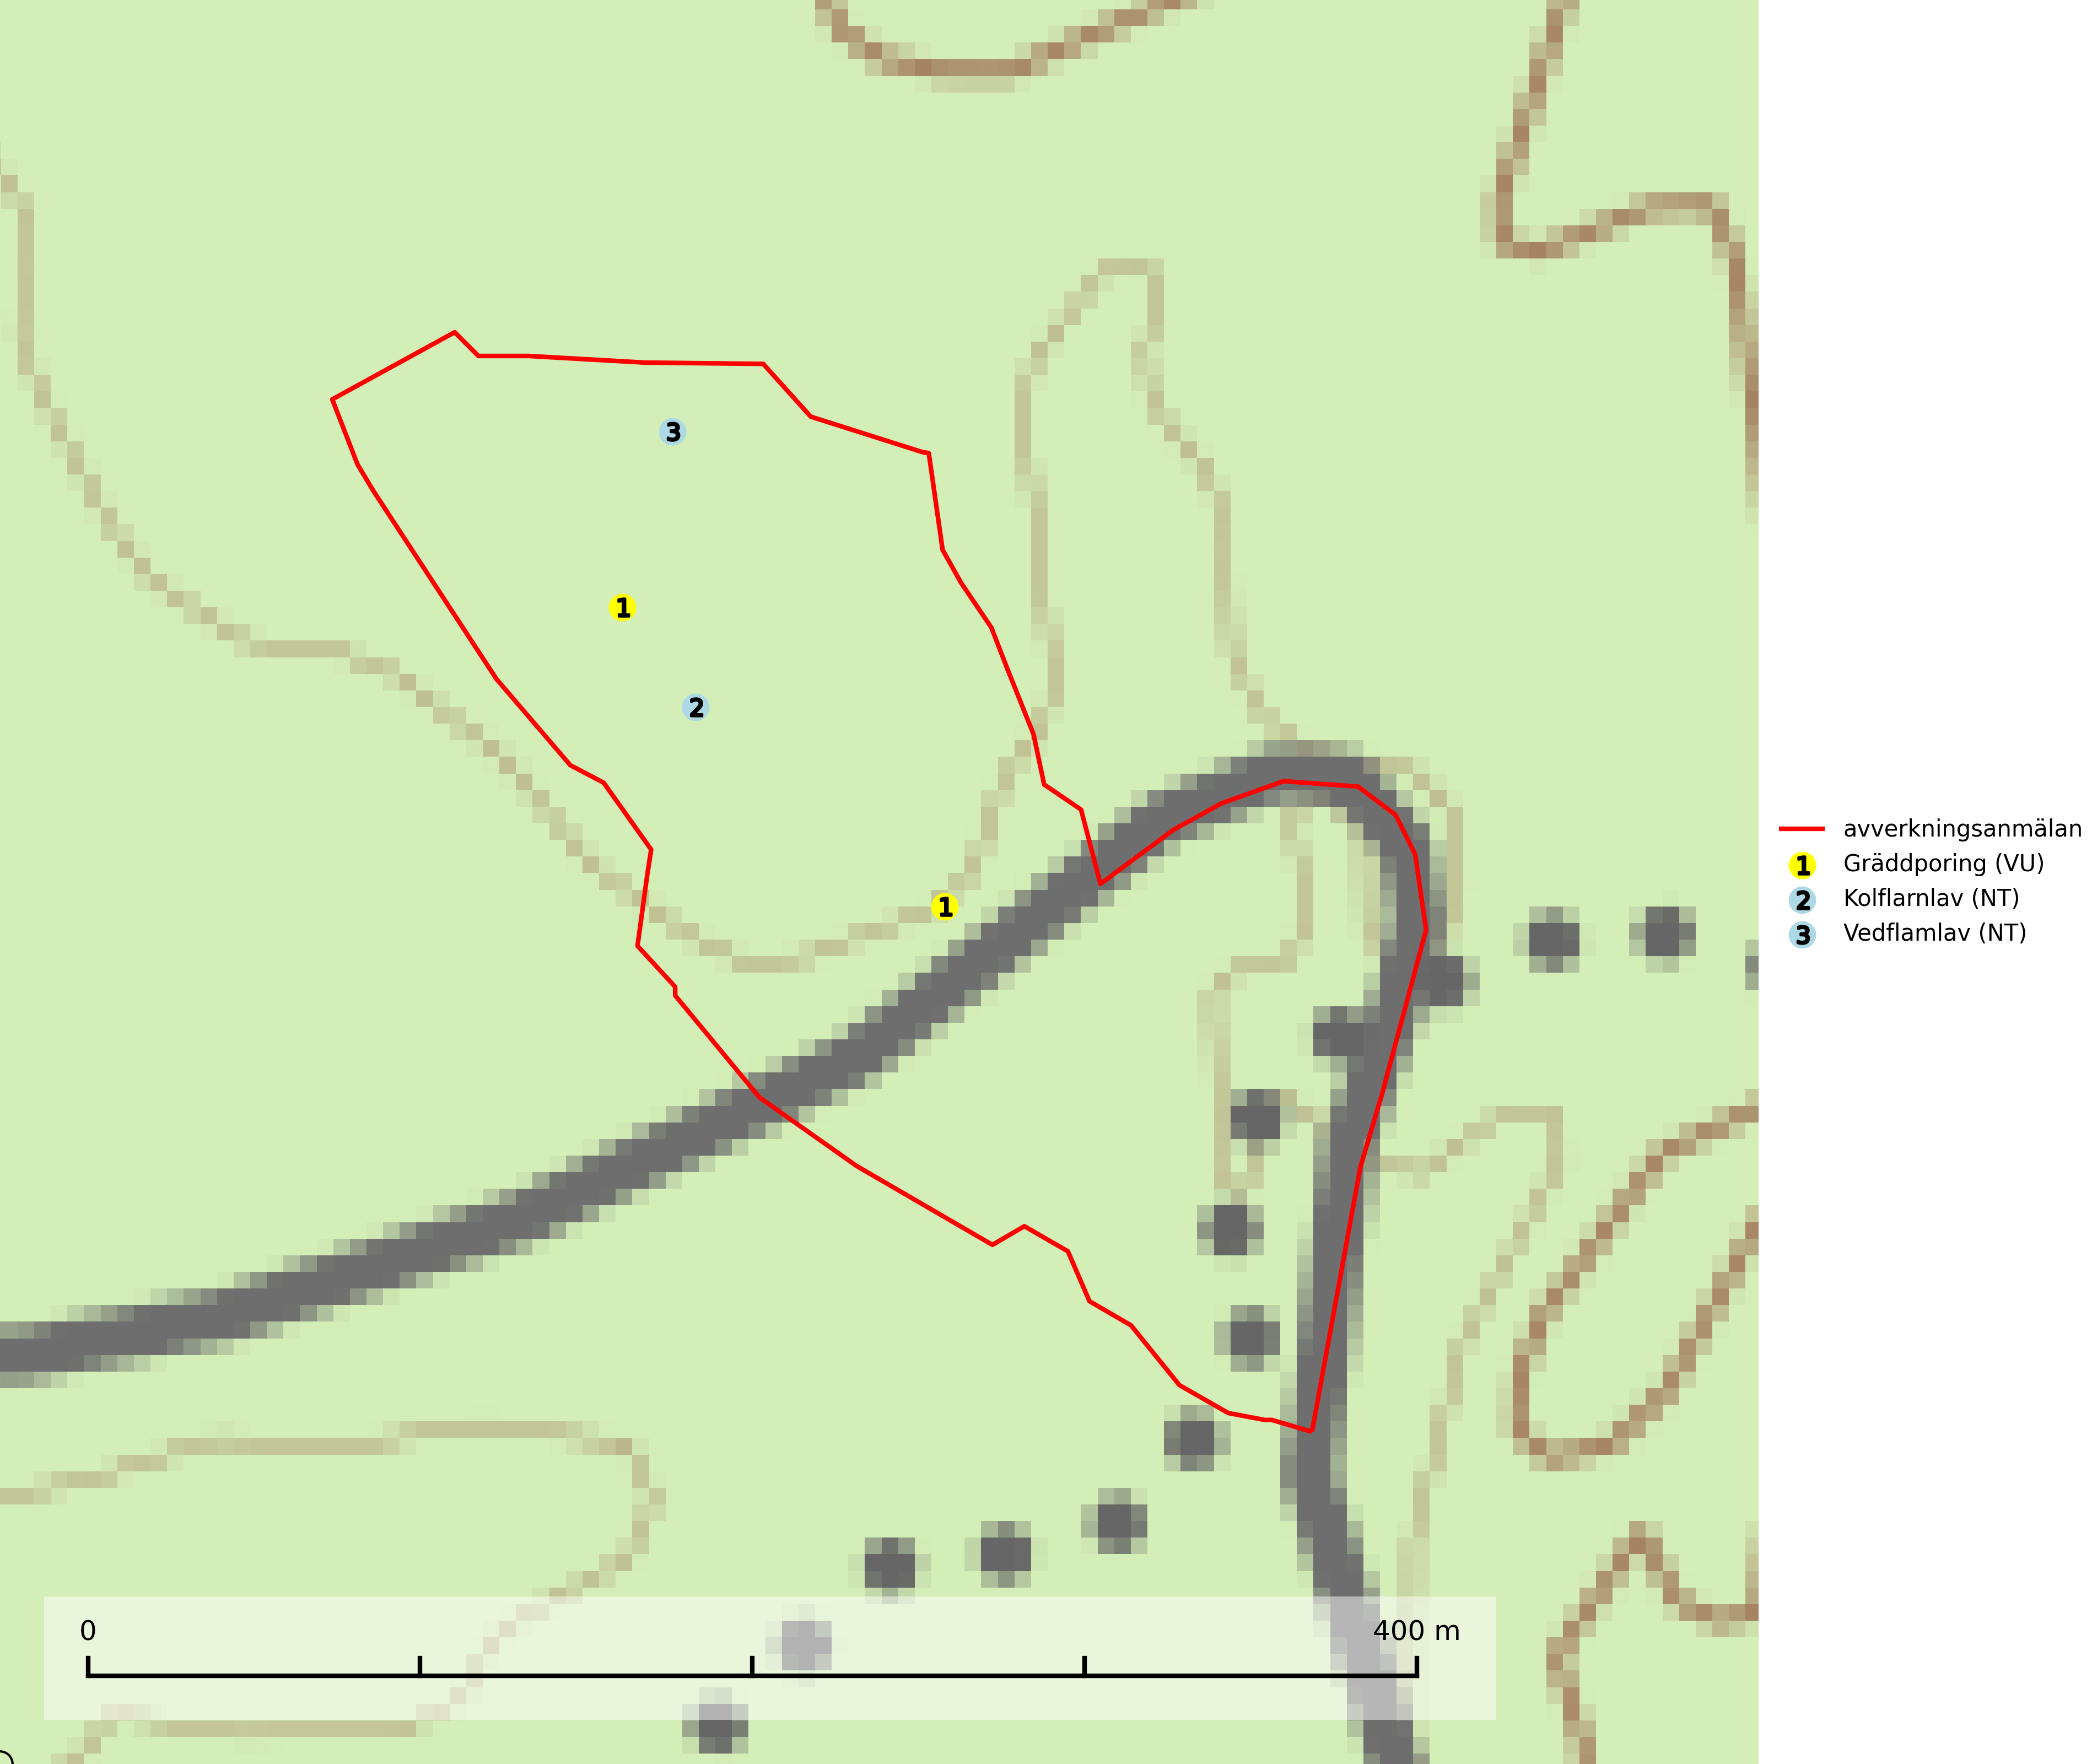 3
1
2
1
avverkningsanmälan
1 Gräddporing (VU)
2 Kolflarnlav (NT)
3 Vedflamlav (NT)
0 400 m